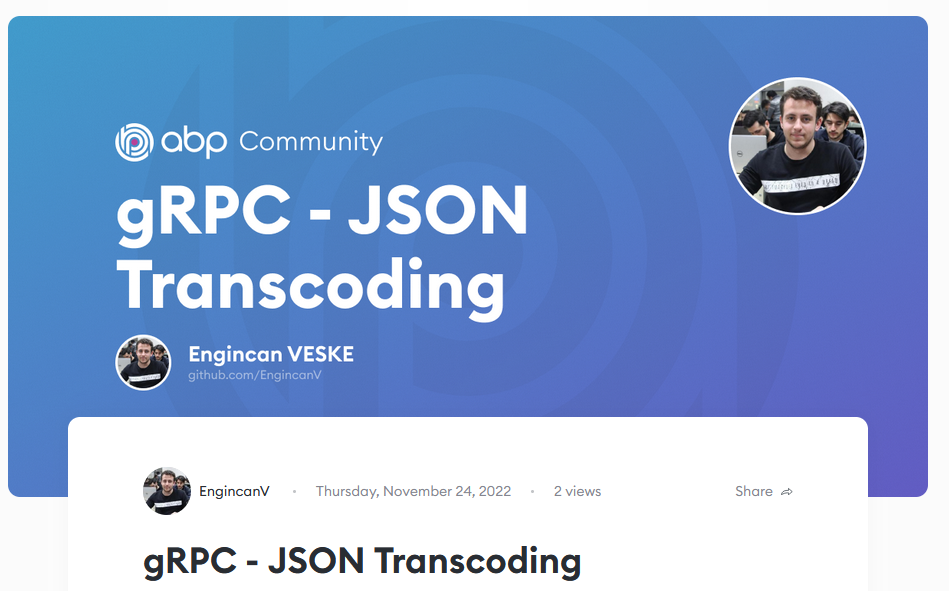 abp Community
gRPC - JSON
Transcoding
Engincan VESKE
github.com/EngincanV
EngincanV • Thursday, November 24, 2022 • 2 views Share
gRPC - JSON Transcoding